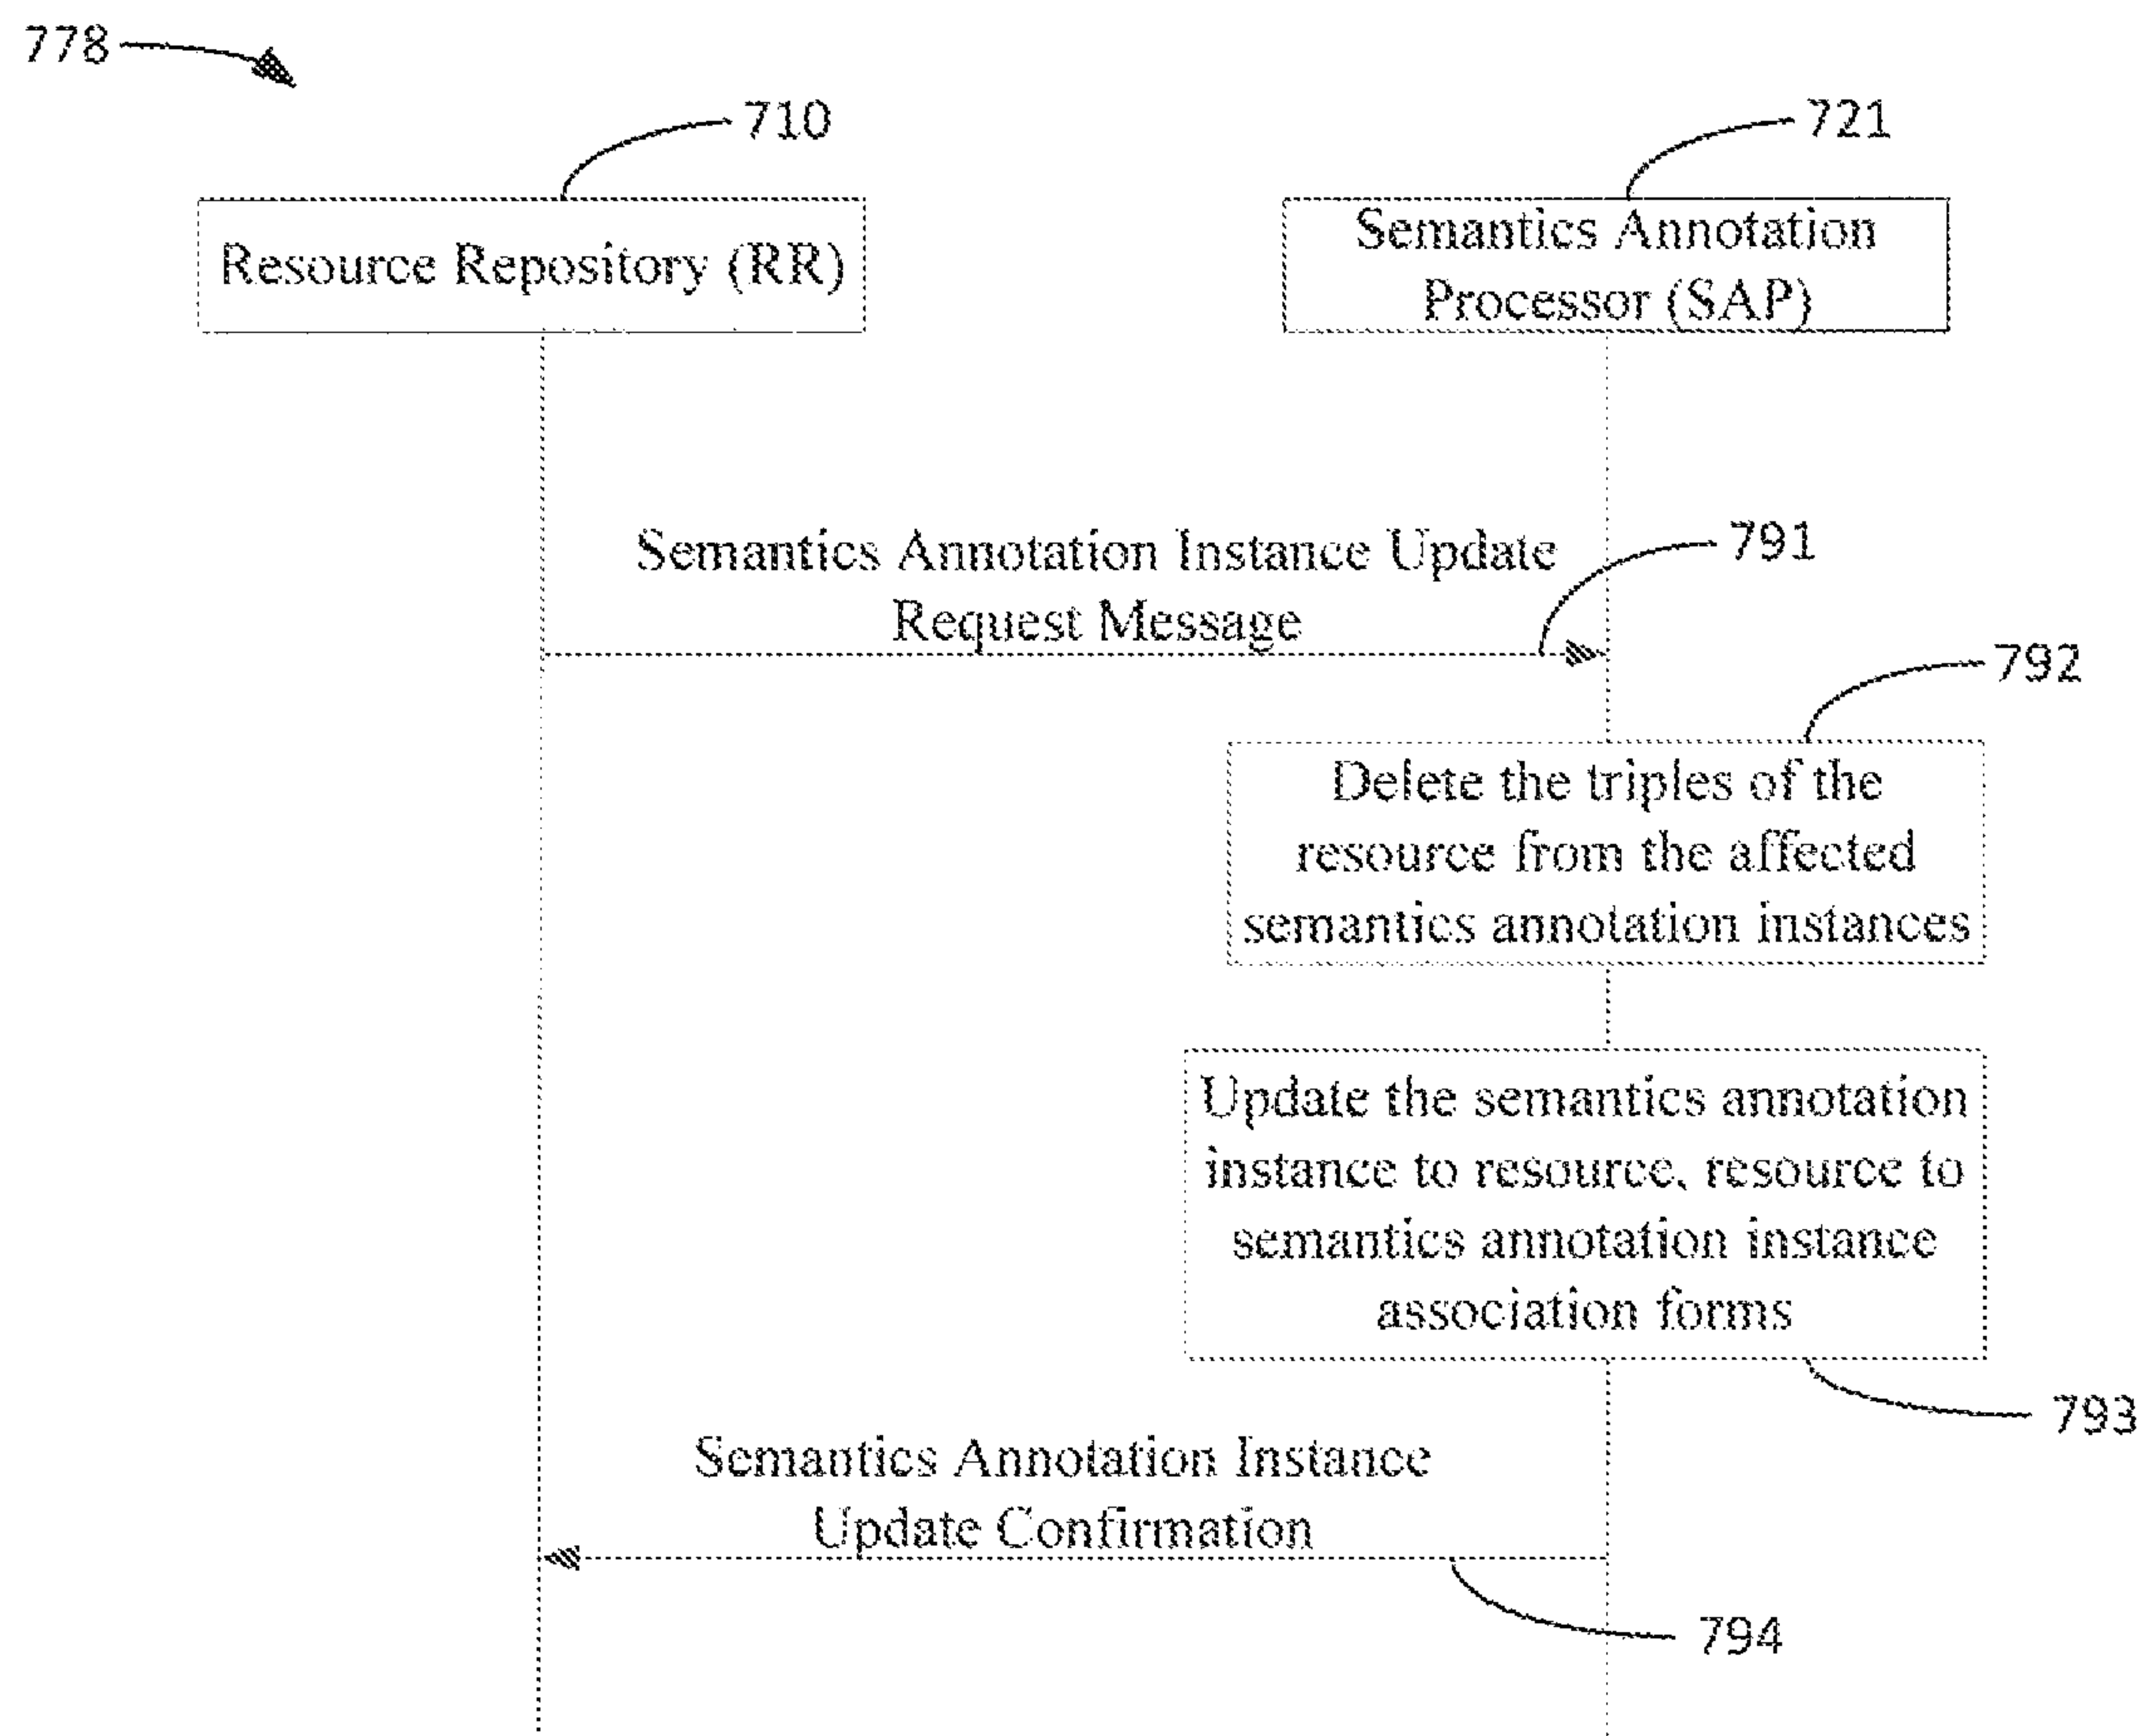 778
710
721
Resource Repository (RR)
Semantics Annotation
Processor (SAP)
Semantics Annotation Instance Update
Request Message
791
792
Delete the triples of the
resource from the affected
semantics annotation instances
Update the semantics annotation
instance to resource, resource to
semantics annotation instance
association forms
793
Semantics Annotation Instance
Update Confirmation
794